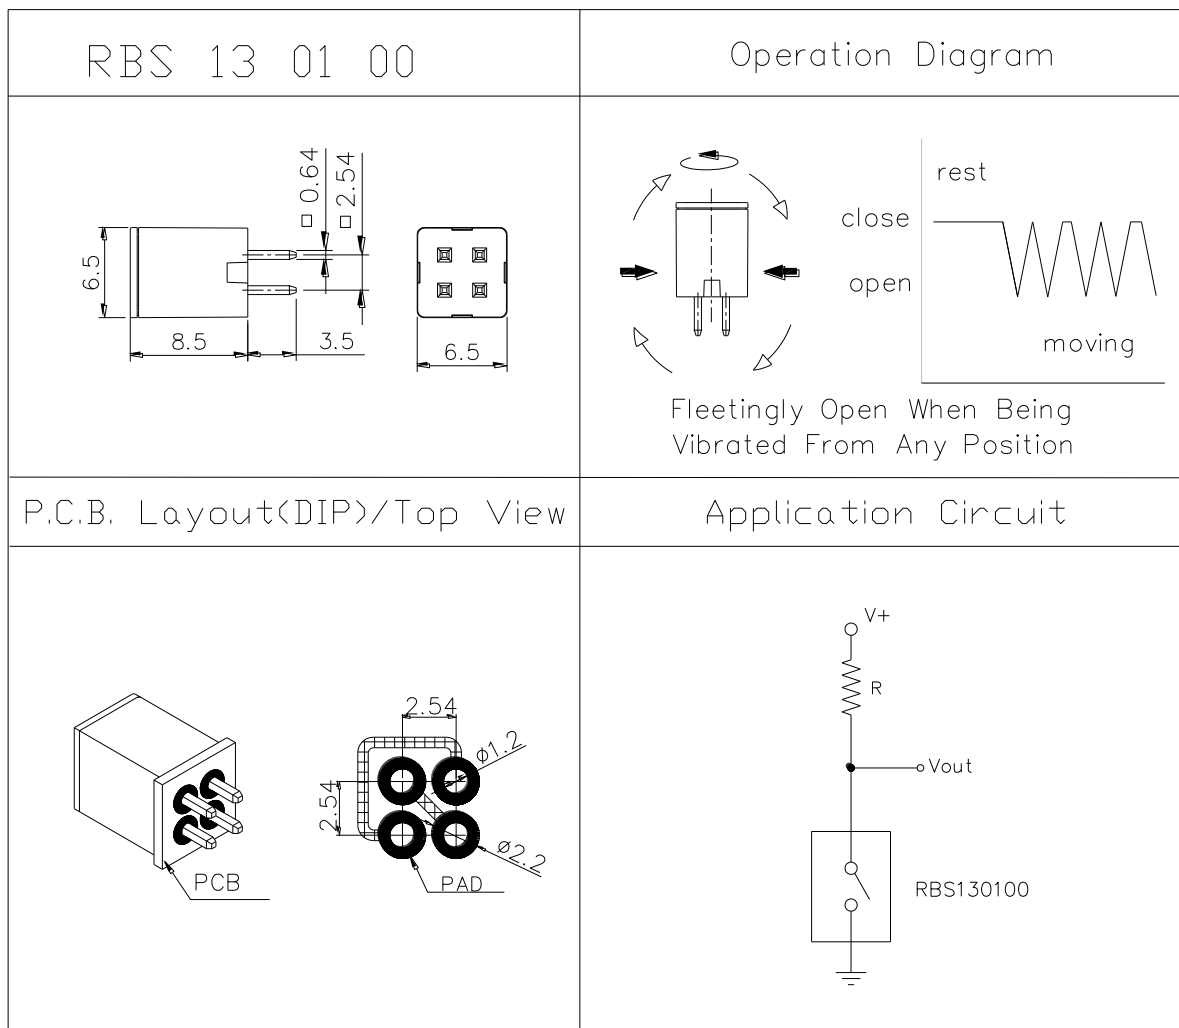 RBS 13 01 00
Operation Diagram
6.5
8.5
3.5
□ 0.64
□ 2.54
6.5
rest
close
open
moving
Fleetingly Open When Being
Vibrated From Any Position
P.C.B. Layout(DIP)/Top View
Application Circuit
PCB
2.54
2.54
ø1.2
ø2.2
PAD
V+
R
Vout
RBS130100